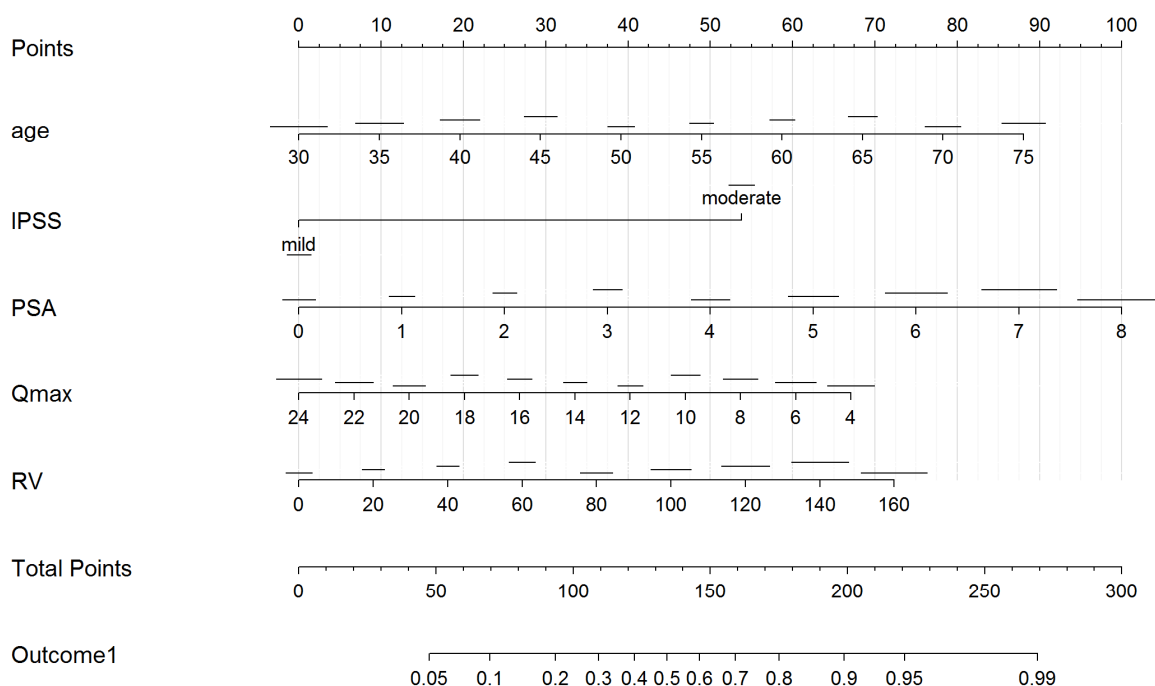 0 10 20 30 40 50 60 70 80 90 100
Points
age
30 35 40 45 50 55 60 65 70 75
moderate
IPSS
mild
PSA
0 1 2 3 4 5 6 7 8
Qmax
24 22 20 18 16 14 12 10 8 6 4
RV
0 20 40 60 80 100 120 140 160
Total Points
0 50 100 150 200 250 300
Outcome1
0.05 0.1 0.2 0.3 0.4 0.5 0.6 0.7 0.8 0.9 0.95 0.99